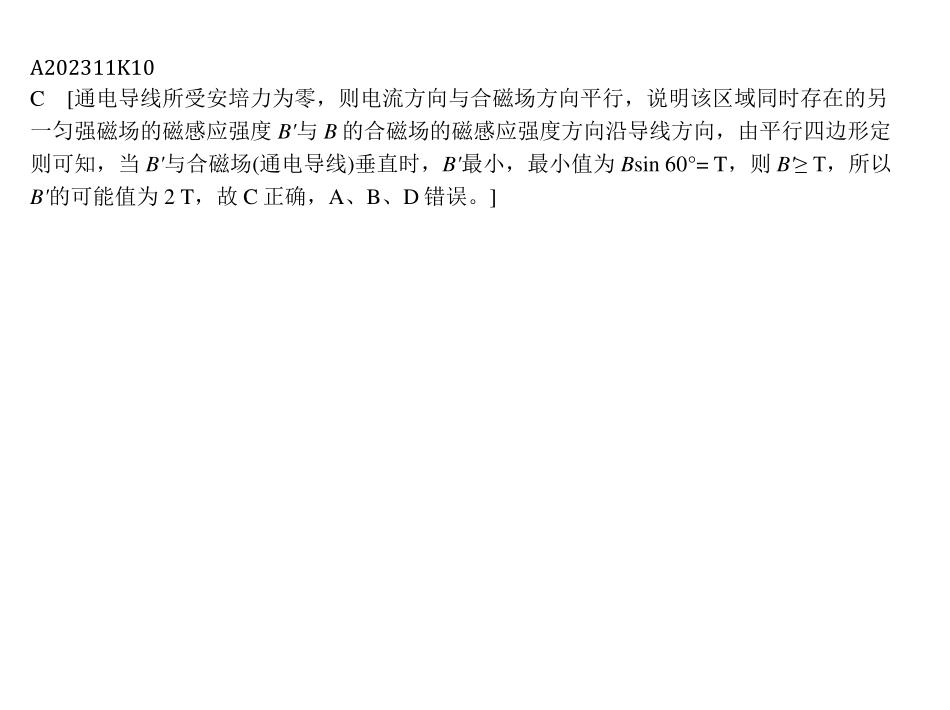 A202311K10
C [通电导线所受安培力为零，则电流方向与合磁场方向平行，说明该区域同时存在的另
一匀强磁场的磁感应强度 B′与 B 的合磁场的磁感应强度方向沿导线方向，由平行四边形定
则可知，当 B′与合磁场(通电导线)垂直时，B′最小，最小值为 Bsin 60°= T，则 B′≥ T，所以
B′的可能值为 2 T，故 C 正确，A、B、D 错误。]